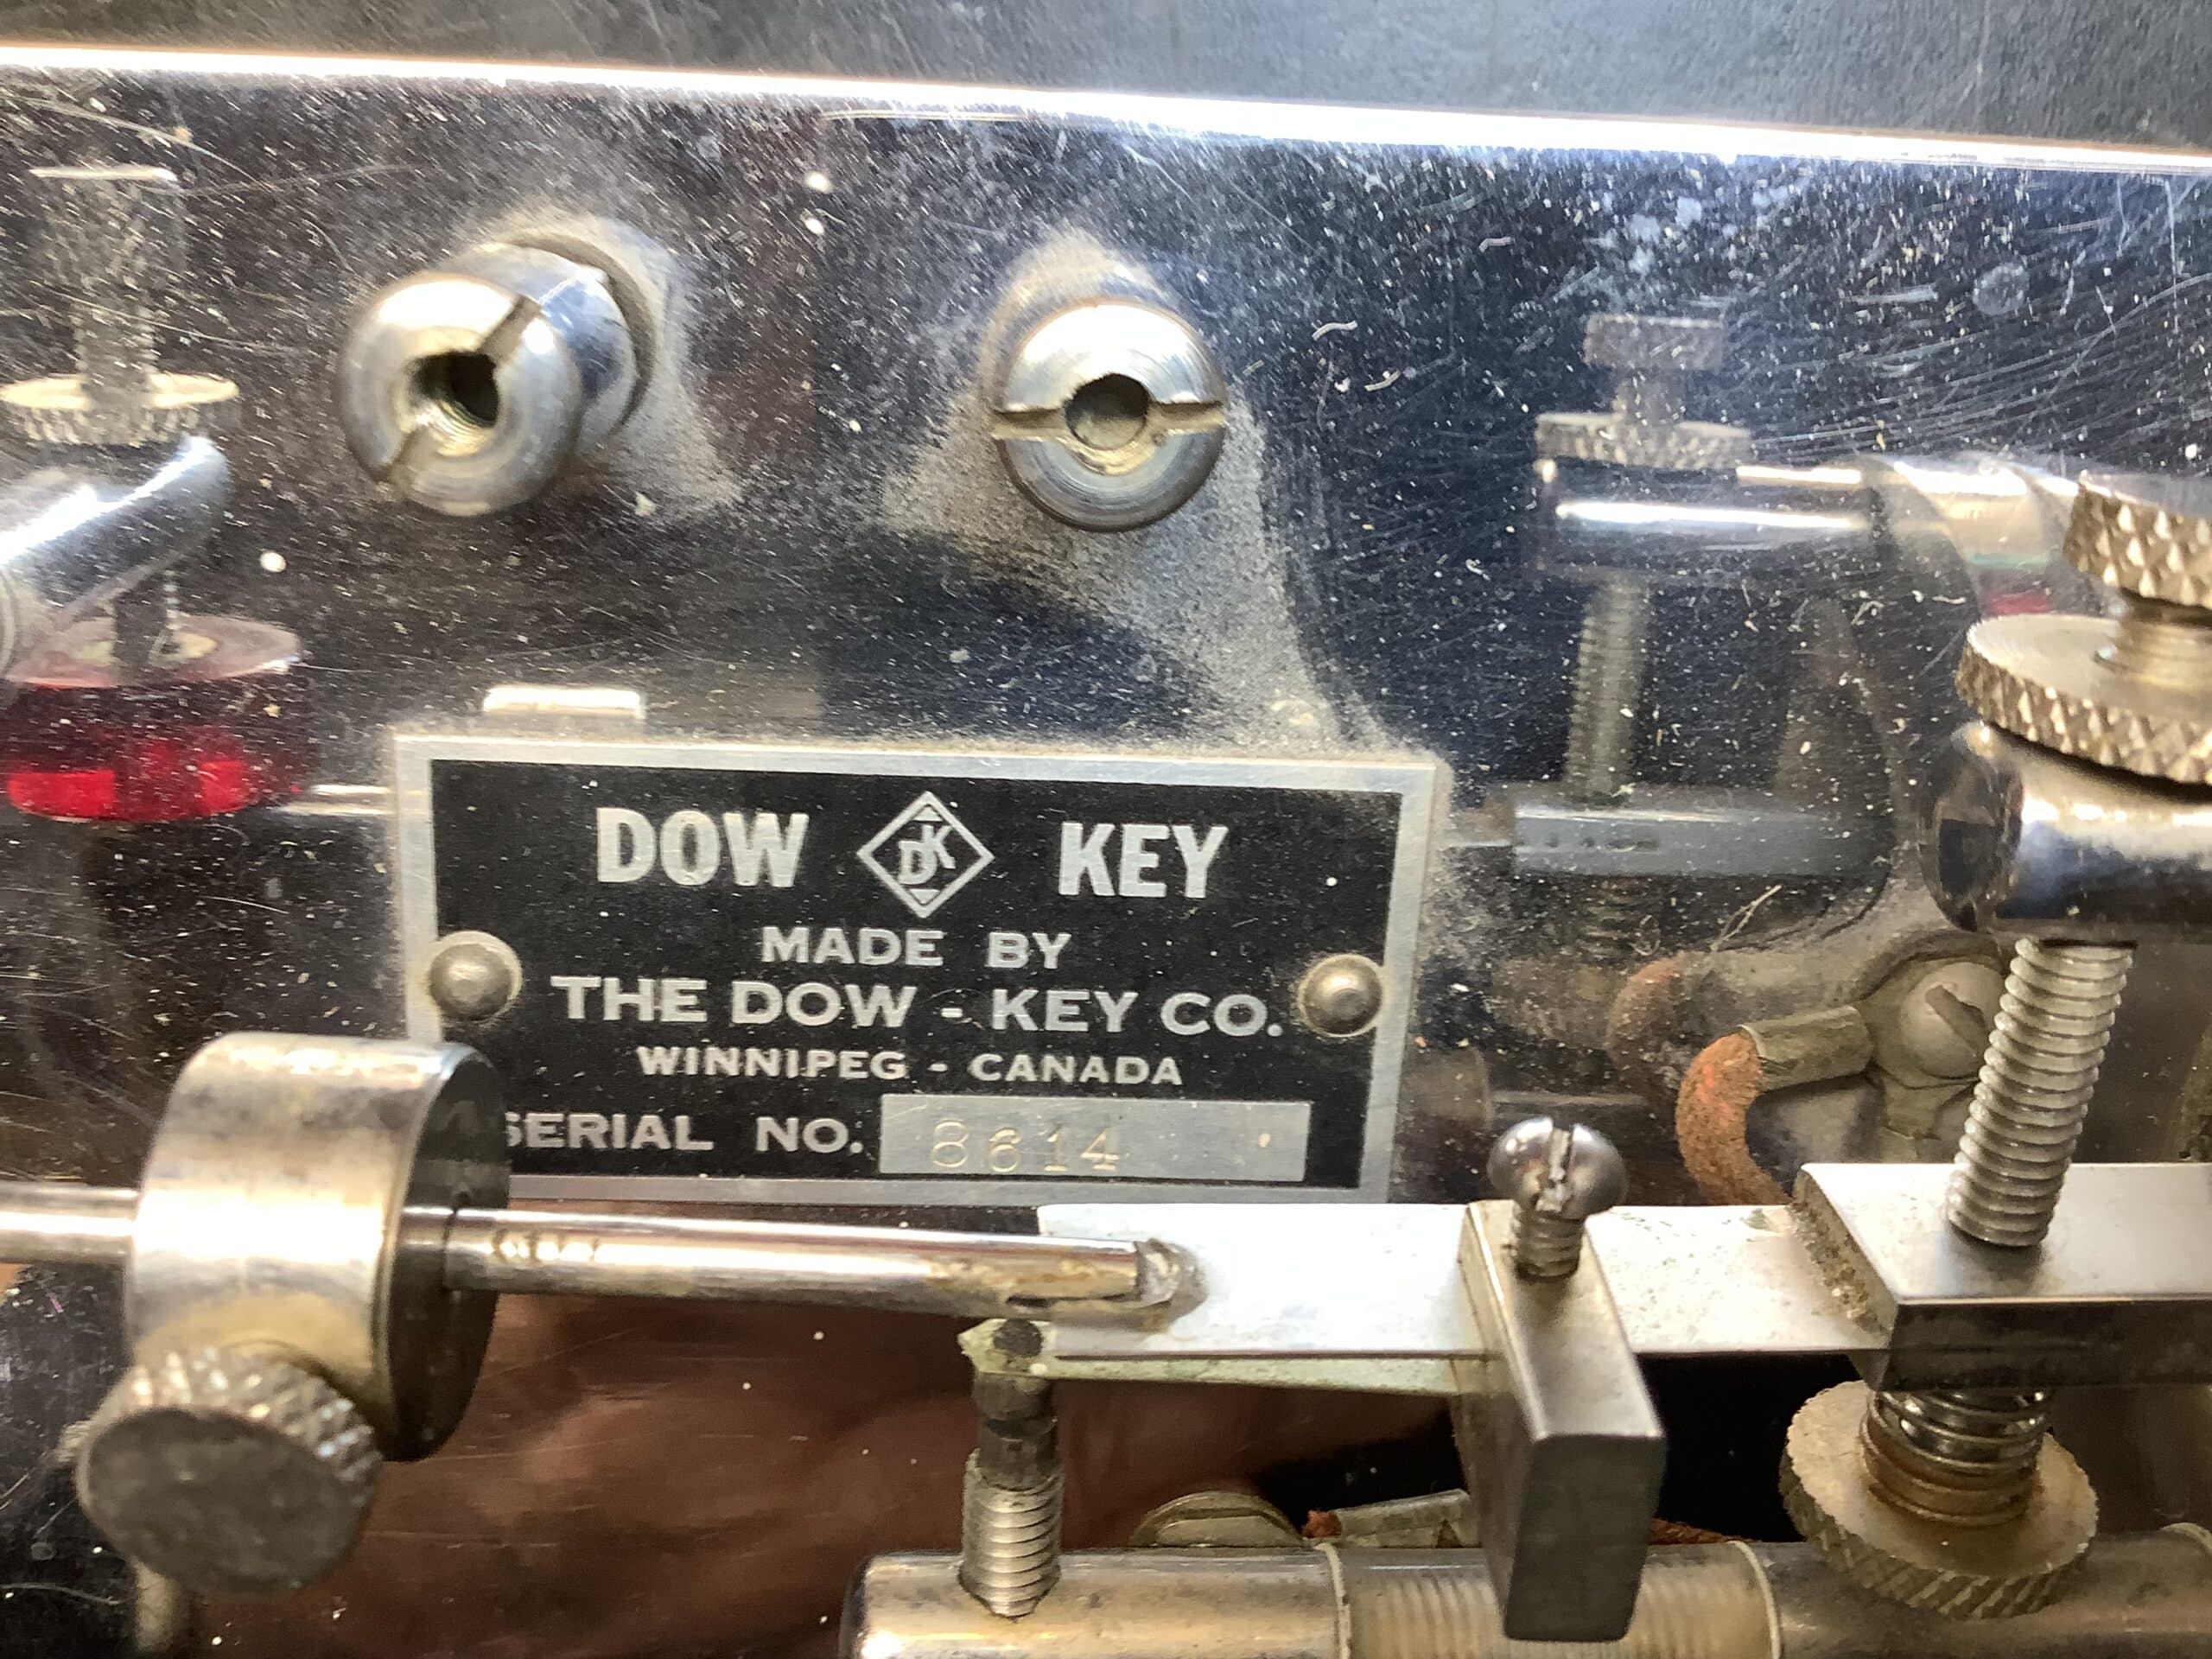 DOW DK KEY
MADE BY
THE DOW - KEY CO.
WINNIPEG - CANADA
SERIAL NO. 8614